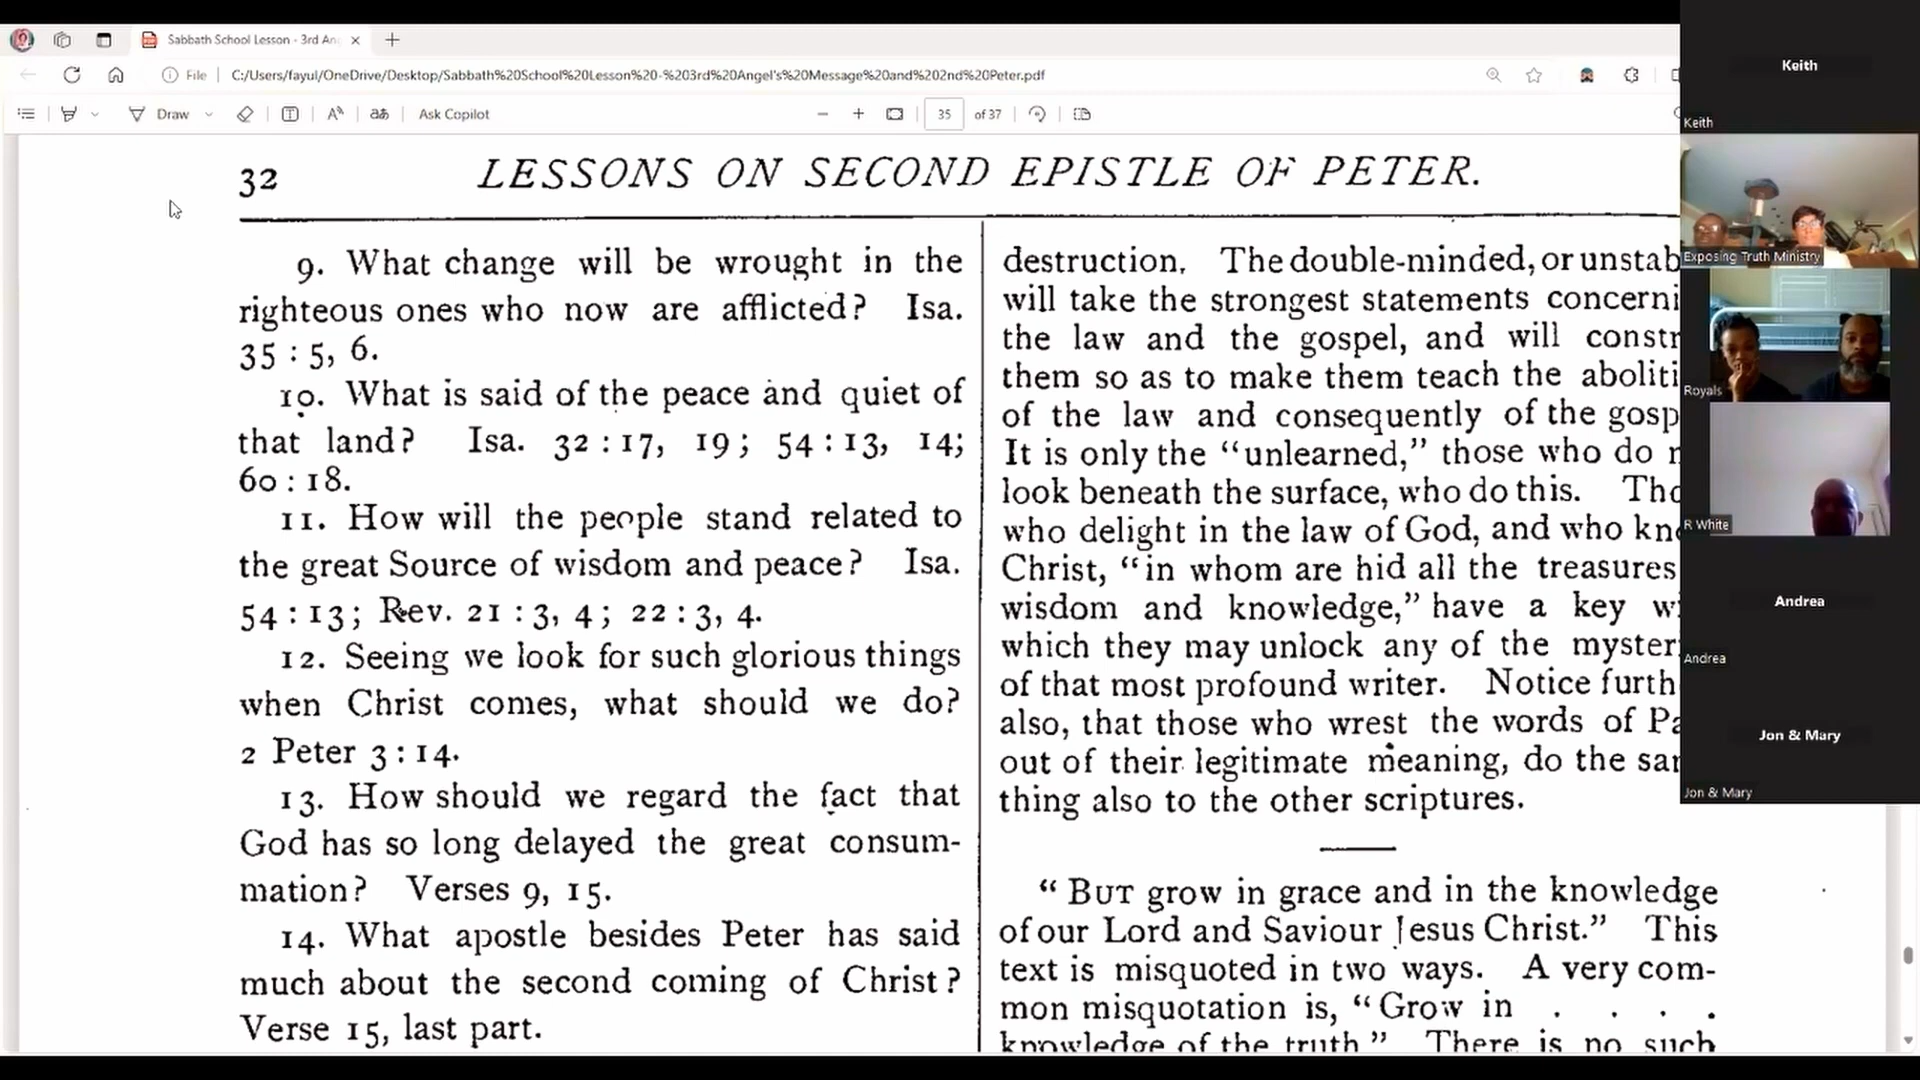 Sabbath School Lesson - 3rd An
File
C:/Users/fayul/OneDrive/Desktop/Sabbath%20School%20Lesson%20-%203rd%20Angel's%20Message%20and%202nd%20Peter.pdf
Draw
Ask Copilot
35 of 37
32 LESSONS ON SECOND EPISTLE OF PETER.
9. What change will be wrought in the
righteous ones who now are afflicted? Isa.
35 : 5, 6.
10. What is said of the peace and quiet of
that land? Isa. 32 : 17, 19; 54 : 13, 14;
60 : 18.
11. How will the people stand related to
the great Source of wisdom and peace? Isa.
54 : 13; Rev. 21 : 3, 4; 22 : 3, 4.
12. Seeing we look for such glorious things
when Christ comes, what should we do?
2 Peter 3 : 14.
13. How should we regard the fact that
God has so long delayed the great consum-
mation? Verses 9, 15.
14. What apostle besides Peter has said
much about the second coming of Christ?
Verse 15, last part.
destruction. The double-minded, or unstab
will take the strongest statements concerni
the law and the gospel, and will constr
them so as to make them teach the aboliti
of the law and consequently of the gosp
It is only the “unlearned,” those who do
look beneath the surface, who do this. Tho
who delight in the law of God, and who kno
Christ, “in whom are hid all the treasures
wisdom and knowledge,” have a key wi
which they may unlock any of the myster
of that most profound writer. Notice furth
also, that those who wrest the words of Pa
out of their legitimate meaning, do the sa
thing also to the other scriptures.
“BUT grow in grace and in the knowledge
of our Lord and Saviour Jesus Christ.” This
text is misquoted in two ways. A very com-
mon misquotation is, “Grow in . . . .
knowledge of the truth” There is no such
Keith
Keith
Exposing Truth Ministry
Royals
R White
Andrea
Andrea
Jon & Mary
Jon & Mary